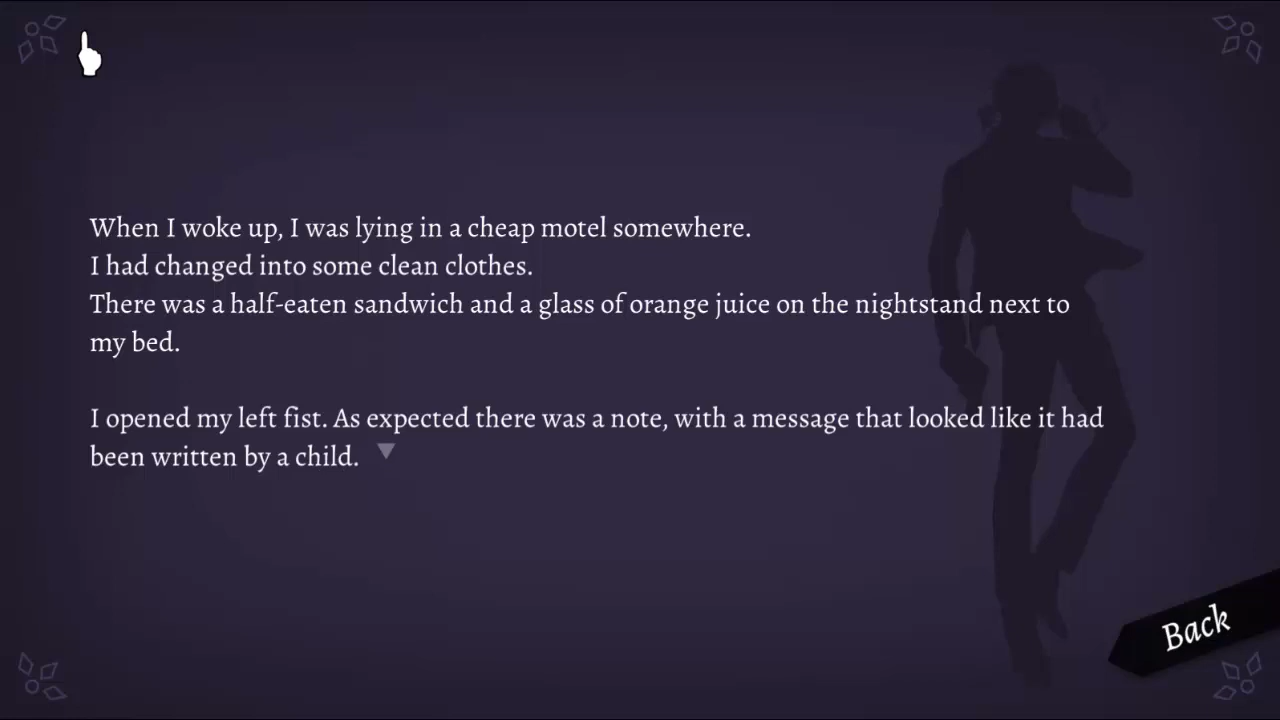 When I woke up, I was lying in a cheap motel somewhere.
I had changed into some clean clothes.
There was a half-eaten sandwich and a glass of orange juice on the nightstand next to
my bed.
I opened my left fist. As expected there was a note, with a message that looked like it had
been written by a child.
Back